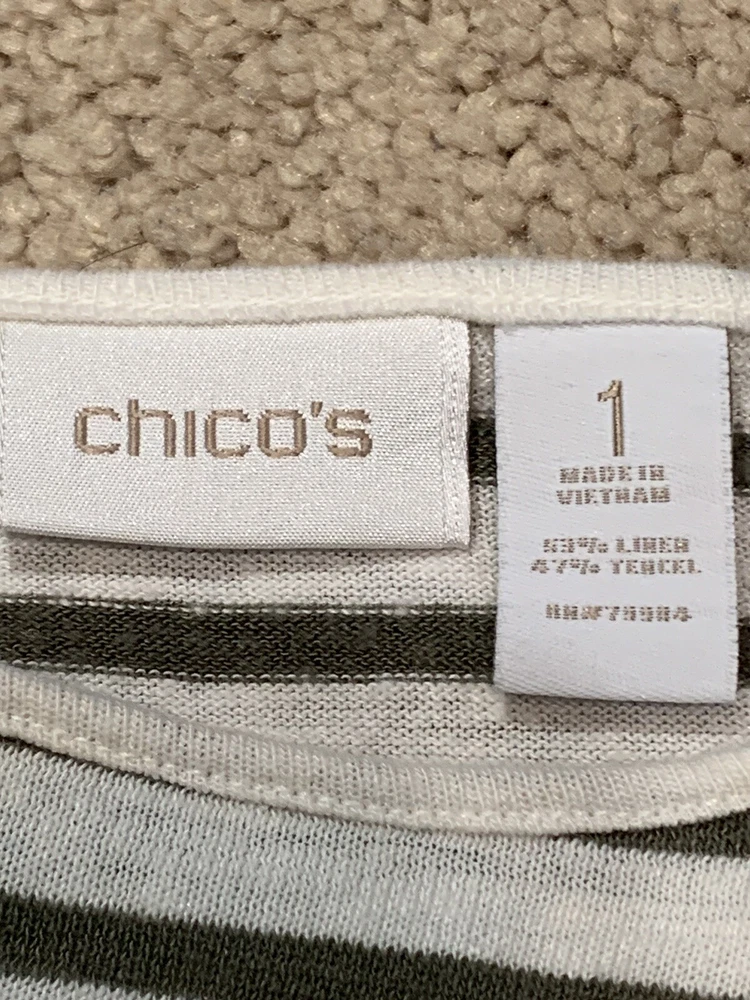 chico's
1
MADE IN
VIETNAM
53% LINEN
47% TENCEL